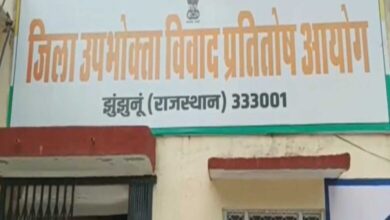 जिला उपभोक्ता विवाद प्रतितोष आयोग
झुंझुनूं (राजस्थान) 333001